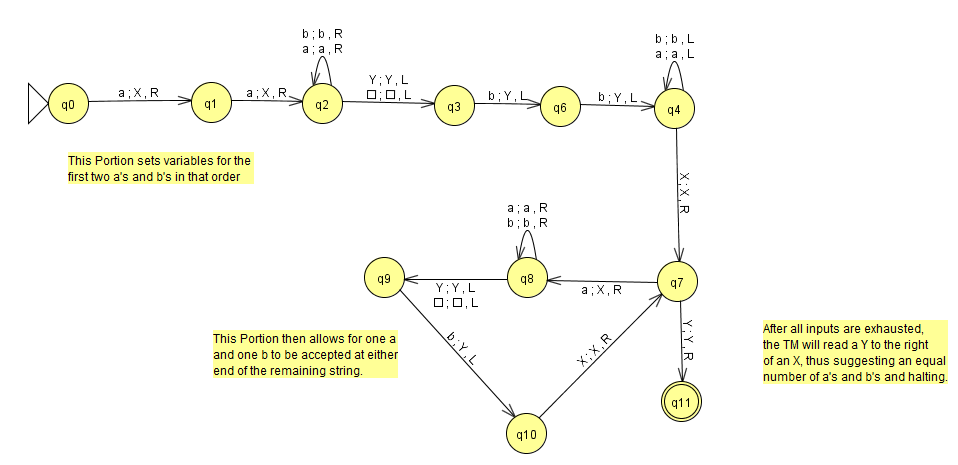 b ; b , R
a ; a , R
b ; b , L
a ; a , L
q0
a ; X , R
q1
a ; X , R
q2
Y ; Y , L
□ ; □ , L
q3
b ; Y , L
q6
b ; Y , L
q4
This Portion sets variables for the
first two a's and b's in that order
X ; X , R
a ; a , R
b ; b , R
q9
Y ; Y , L
□ ; □ , L
q8
a ; X , R
q7
This Portion then allows for one a
and one b to be accepted at either
end of the remaining string.
b ; Y , L
X ; X , R
Y ; Y , R
After all inputs are exhausted,
the TM will read a Y to the right
of an X, thus suggesting an equal
number of a's and b's and halting.
q11
q10